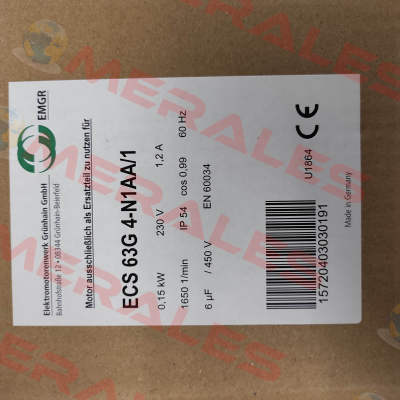 EMGR
Elektromotorenwerk Grünhain GmbH
Bahnhofstraße 12 • 08344 Grünhain-Beierfeld
Motor ausschließlich als Ersatzteil zu nutzen für
ECS 63G 4-N1AA/1
0,15 kW 230 V 1,2 A
1650 1/min IP 54 cos 0,99 60 Hz
6 µF / 450 V EN 60034
U1864
CE
15720403030191
Made in Germany
MERALES
MERALES
MERALES